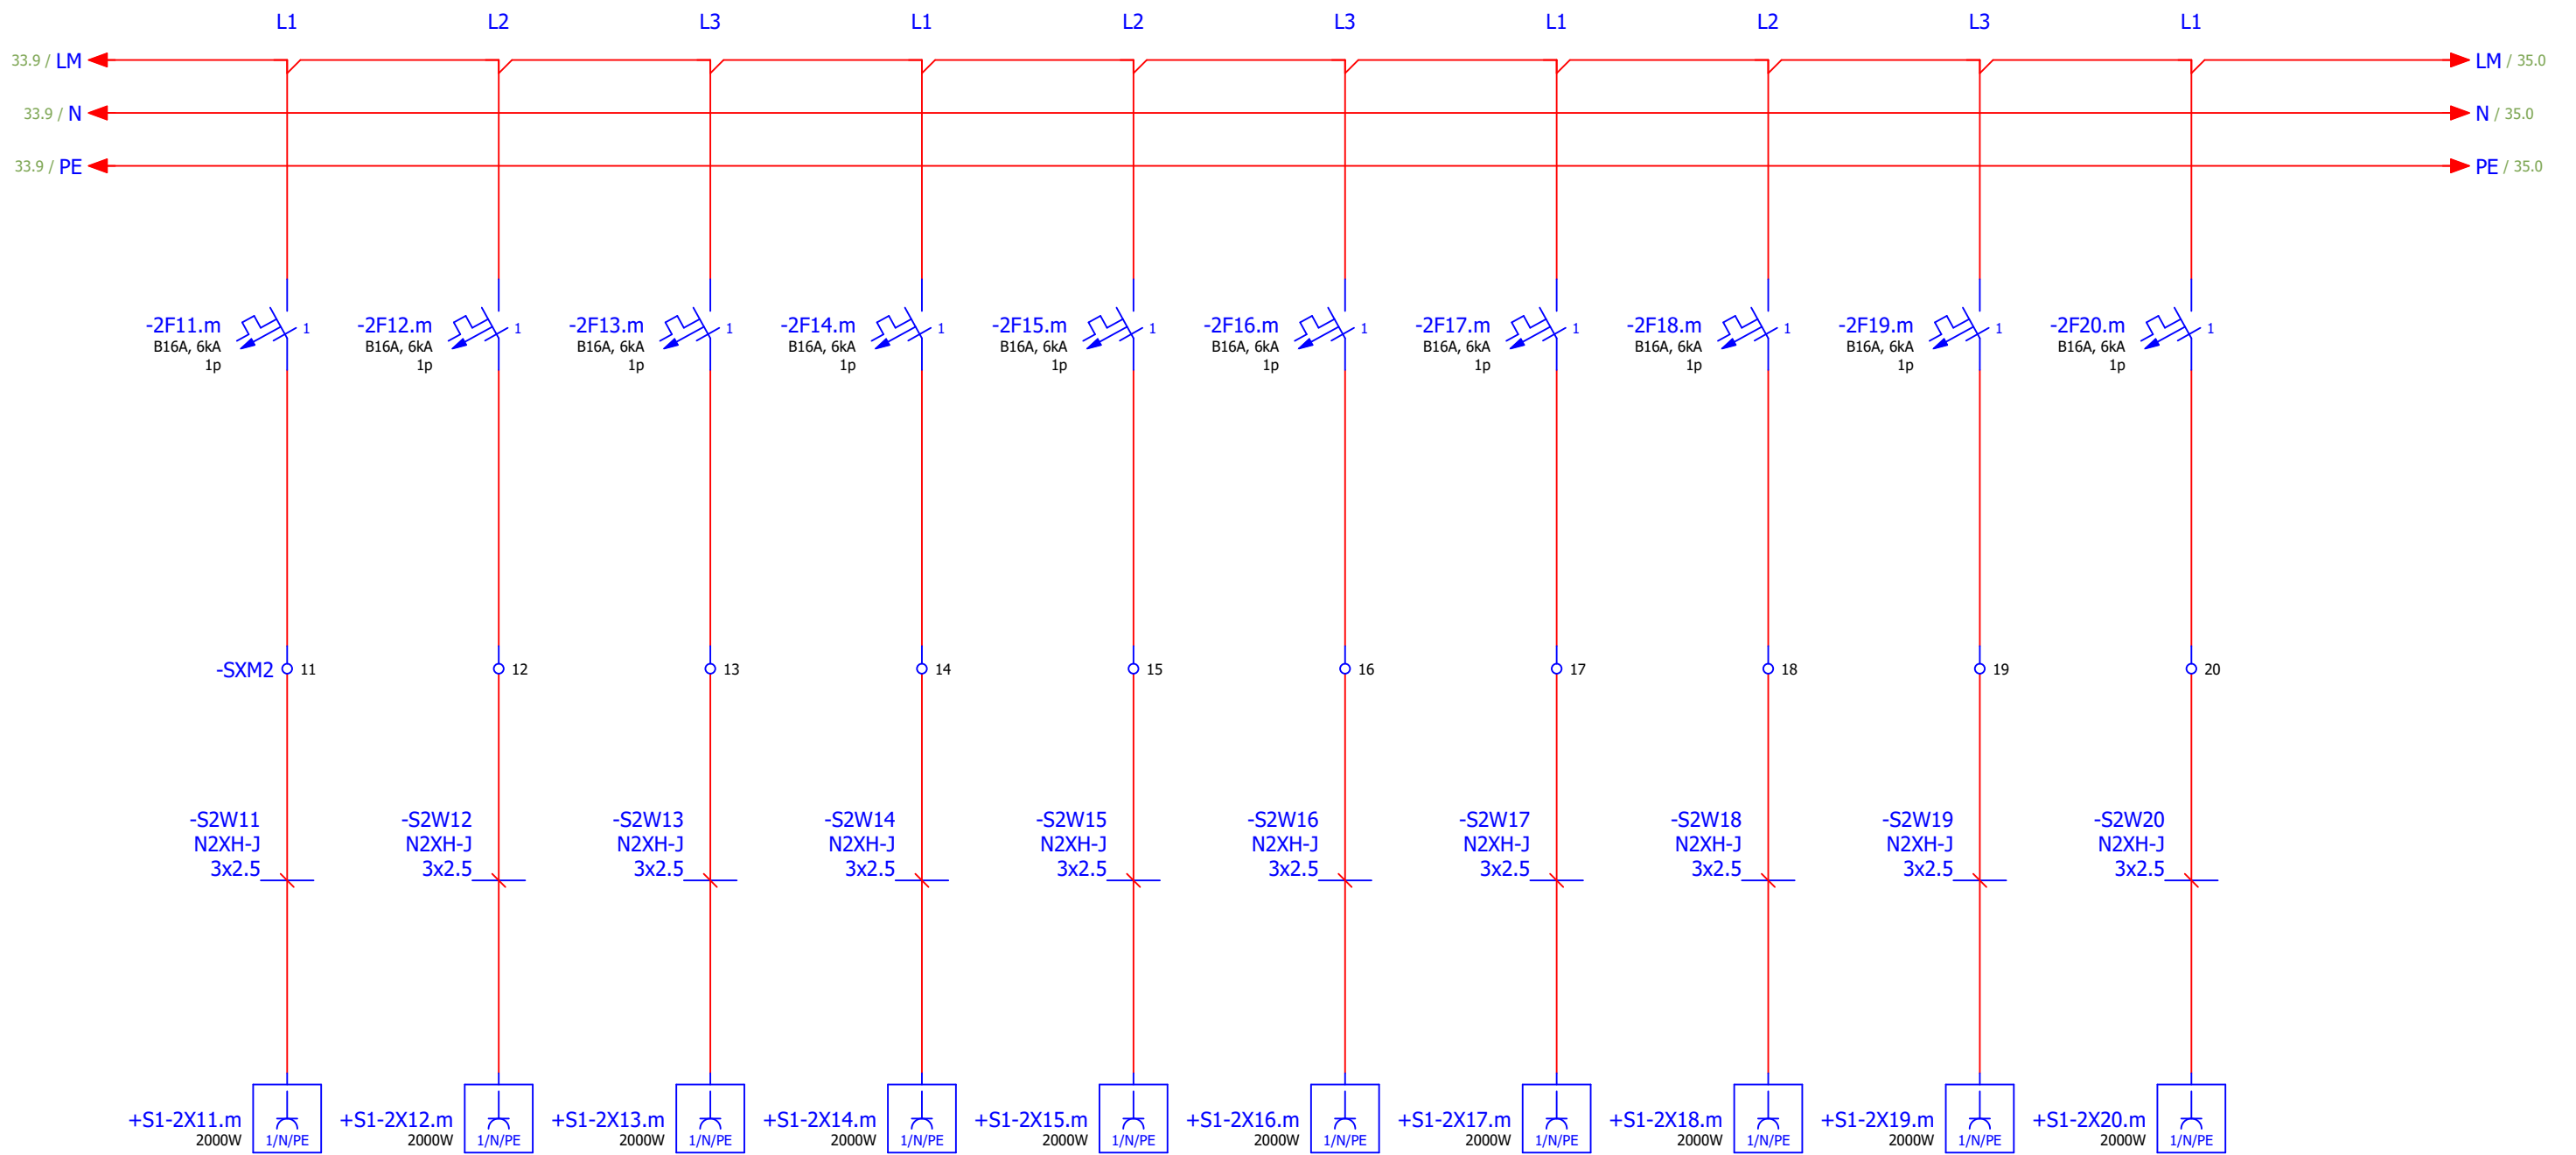 L1 L2 L3 L1 L2 L3 L1 L2 L3 L1
33.9 / LM LM / 35.0
33.9 / N N / 35.0
33.9 / PE PE / 35.0
-2F11.m 1 -2F12.m 1 -2F13.m 1 -2F14.m 1 -2F15.m 1 -2F16.m 1 -2F17.m 1 -2F18.m 1 -2F19.m 1 -2F20.m 1
B16A, 6kA B16A, 6kA B16A, 6kA B16A, 6kA B16A, 6kA B16A, 6kA B16A, 6kA B16A, 6kA B16A, 6kA B16A, 6kA
1p 1p 1p 1p 1p 1p 1p 1p 1p 1p
-SXM2 11 12 13 14 15 16 17 18 19 20
-S2W11 -S2W12 -S2W13 -S2W14 -S2W15 -S2W16 -S2W17 -S2W18 -S2W19 -S2W20
N2XH-J N2XH-J N2XH-J N2XH-J N2XH-J N2XH-J N2XH-J N2XH-J N2XH-J N2XH-J
3x2.5 3x2.5 3x2.5 3x2.5 3x2.5 3x2.5 3x2.5 3x2.5 3x2.5 3x2.5
+S1-2X11.m +S1-2X12.m +S1-2X13.m +S1-2X14.m +S1-2X15.m +S1-2X16.m +S1-2X17.m +S1-2X18.m +S1-2X19.m +S1-2X20.m
2000W 1/N/PE 2000W 1/N/PE 2000W 1/N/PE 2000W 1/N/PE 2000W 1/N/PE 2000W 1/N/PE 2000W 1/N/PE 2000W 1/N/PE 2000W 1/N/PE 2000W 1/N/PE